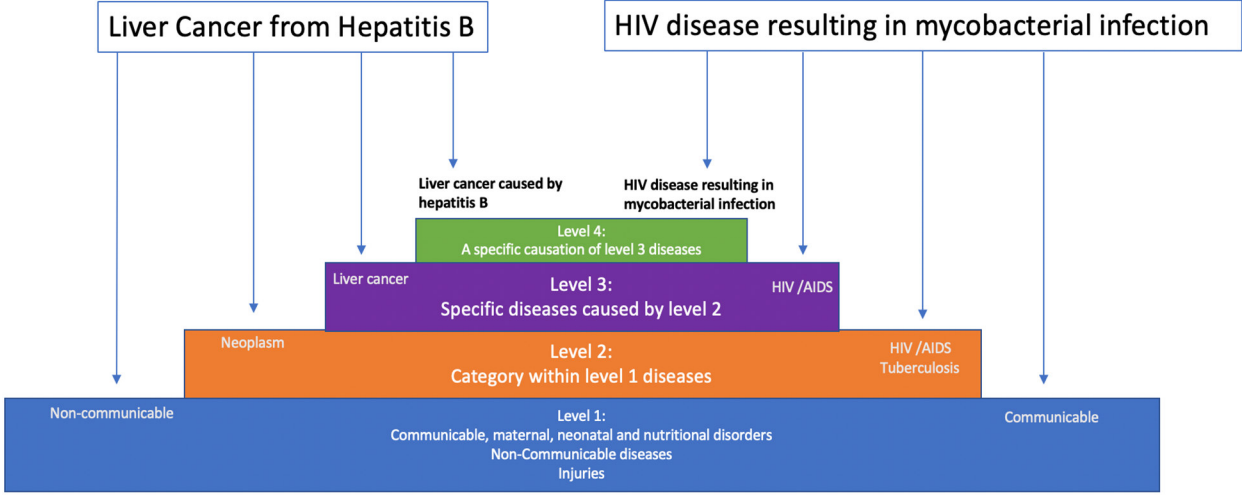 Liver Cancer from Hepatitis B
HIV disease resulting in mycobacterial infection
Liver cancer caused by
hepatitis B
HIV disease resulting in
mycobacterial infection
Level 4:
A specific causation of level 3 diseases
Liver cancer
Level 3:
Specific diseases caused by level 2
HIV /AIDS
Neoplasm
Level 2:
Category within level 1 diseases
HIV /AIDS
Tuberculosis
Non-communicable
Level 1:
Communicable, maternal, neonatal and nutritional disorders
Non-Communicable diseases
Injuries
Communicable